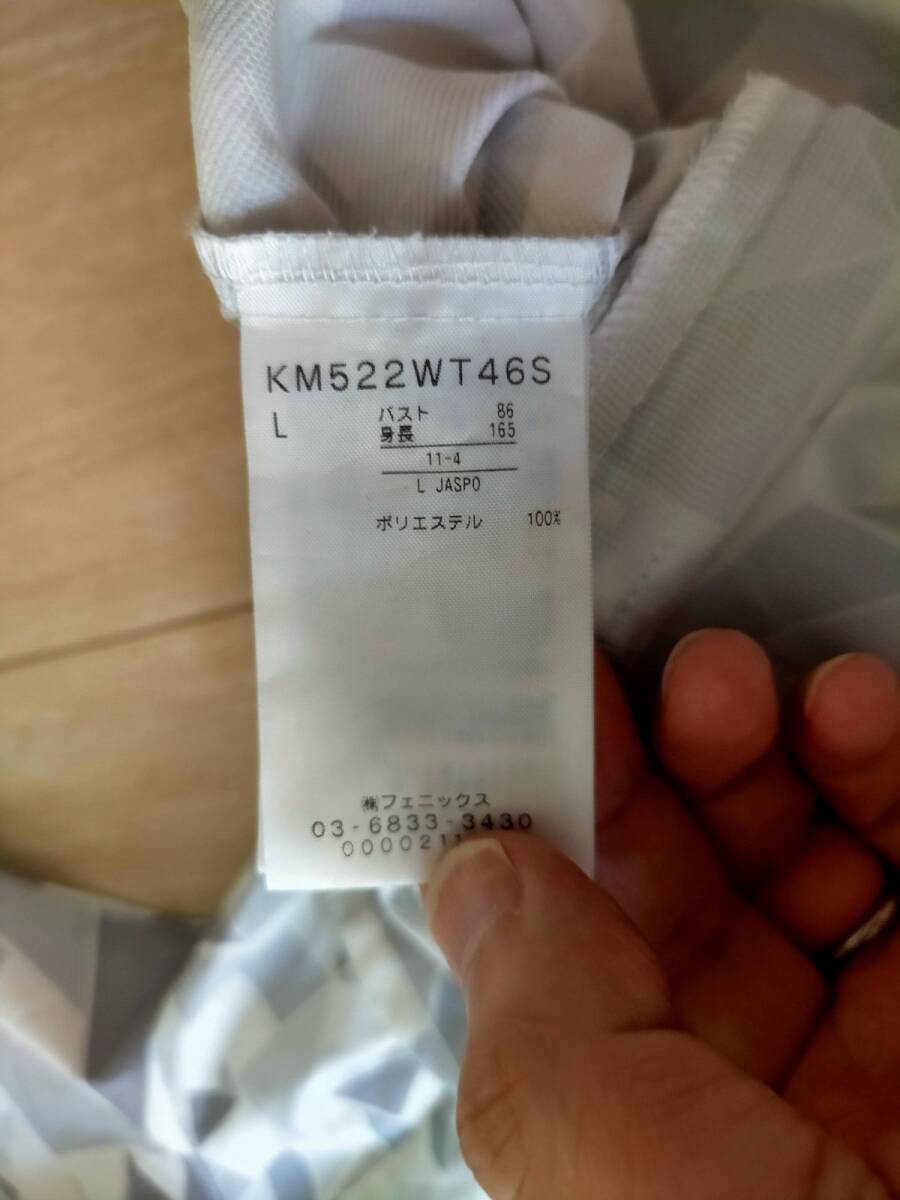 KM522WT46S
L バスト 86
身長 165
11-4
L JASPO
ポリエステル 100%
㈱フェニックス
03-6833-3430
0000211